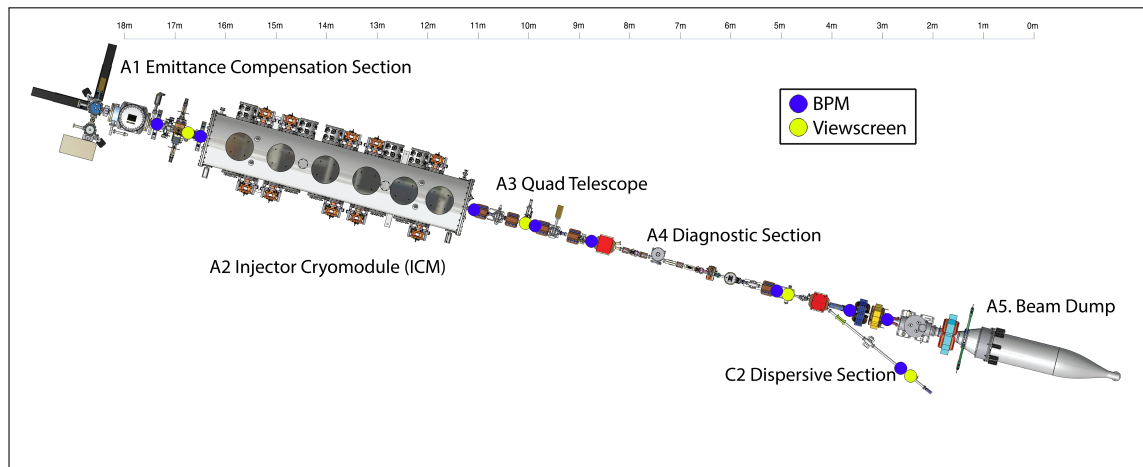 18m 17m 16m 15m 14m 13m 12m 11m 10m 9m 8m 7m 6m 5m 4m 3m 2m 1m 0m
A1 Emittance Compensation Section
BPM
Viewscreen
A3 Quad Telescope
A4 Diagnostic Section
A2 Injector Cryomodule (ICM)
A5. Beam Dump
C2 Dispersive Section